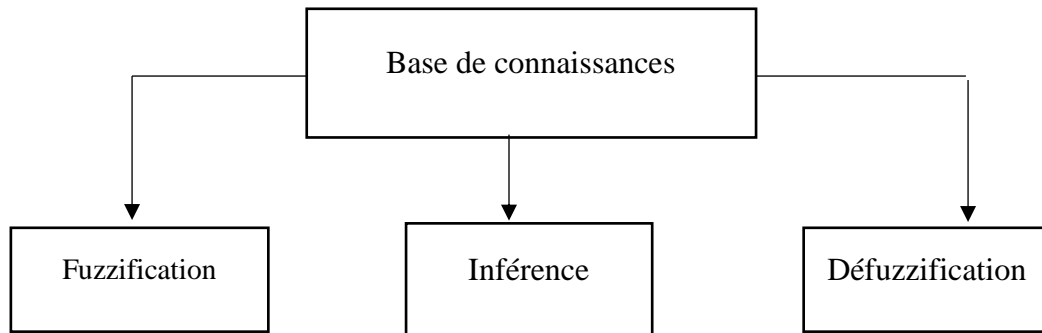 Base de connaissances
Fuzzification
Inférence
Défuzzification